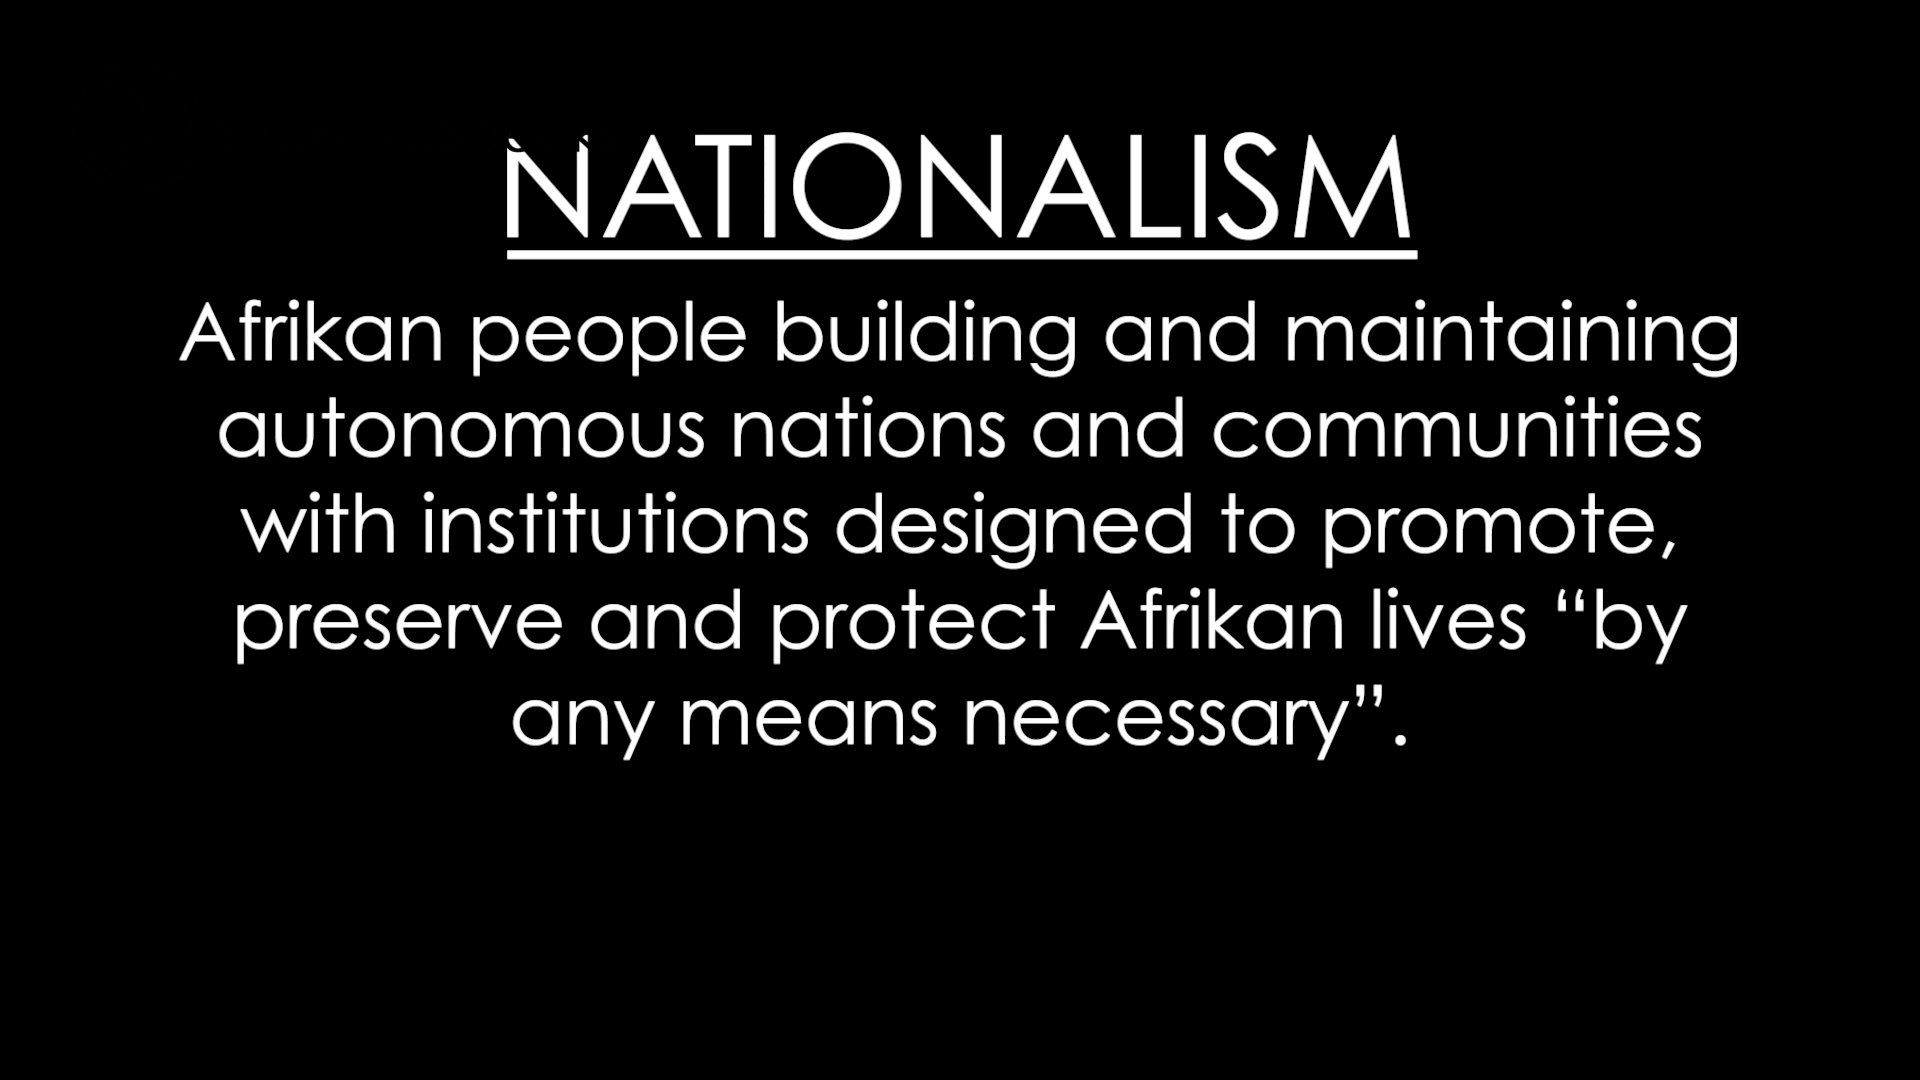 NATIONALISM
Afrikan people building and maintaining
autonomous nations and communities
with institutions designed to promote,
preserve and protect Afrikan lives “by
any means necessary”.